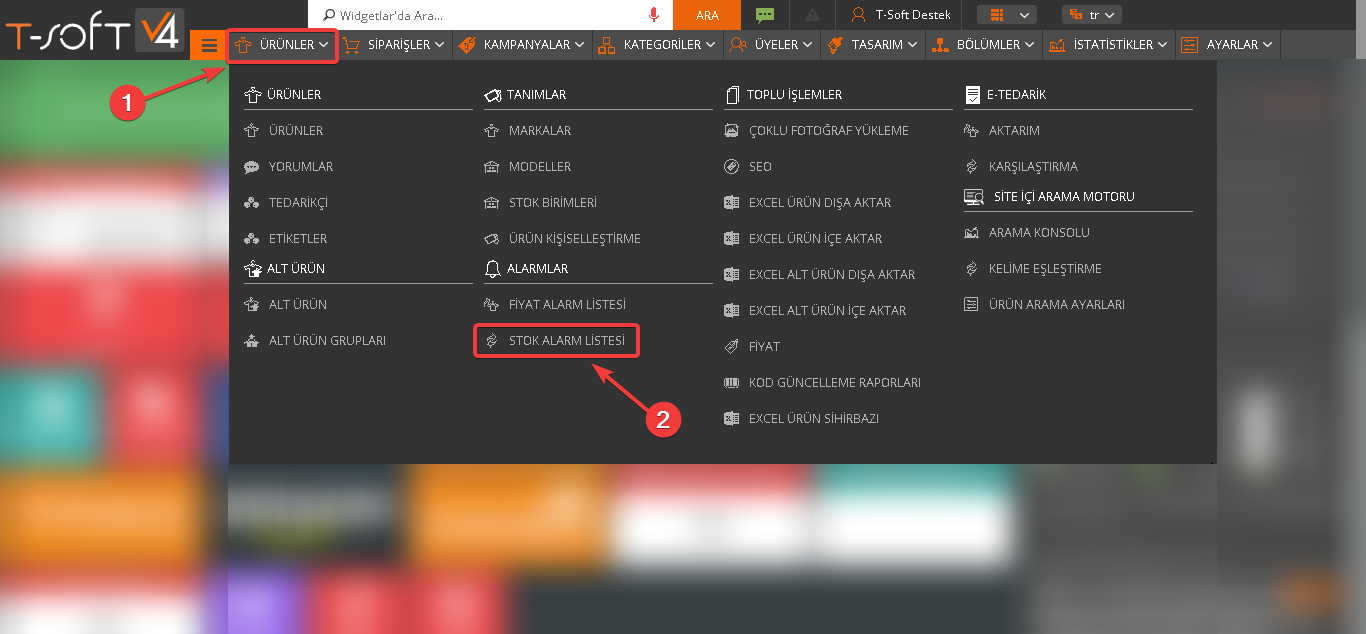 T-SOFT V4
Widgetlar'da Ara...
ARA
T-Soft Destek
tr
ÜRÜNLER
SİPARİŞLER
KAMPANYALAR
KATEGORİLER
ÜYELER
TASARIM
BÖLÜMLER
İSTATİSTİKLER
AYARLAR
1
ÜRÜNLER
ÜRÜNLER
YORUMLAR
TEDARİKÇİ
ETİKETLER
ALT ÜRÜN
ALT ÜRÜN
ALT ÜRÜN GRUPLARI
TANIMLAR
MARKALAR
MODELLER
STOK BİRİMLERİ
ÜRÜN KİŞİSELLEŞTİRME
ALARMLAR
FİYAT ALARM LİSTESİ
STOK ALARM LİSTESİ
2
TOPLU İŞLEMLER
ÇOKLU FOTOĞRAF YÜKLEME
SEO
EXCEL ÜRÜN DIŞA AKTAR
EXCEL ÜRÜN İÇE AKTAR
EXCEL ALT ÜRÜN DIŞA AKTAR
EXCEL ALT ÜRÜN İÇE AKTAR
FİYAT
KOD GÜNCELLEME RAPORLARI
EXCEL ÜRÜN SİHİRBAZI
E-TEDARİK
AKTARIM
KARŞILAŞTIRMA
SİTE İÇİ ARAMA MOTORU
ARAMA KONSOLU
KELİME EŞLEŞTİRME
ÜRÜN ARAMA AYARLARI